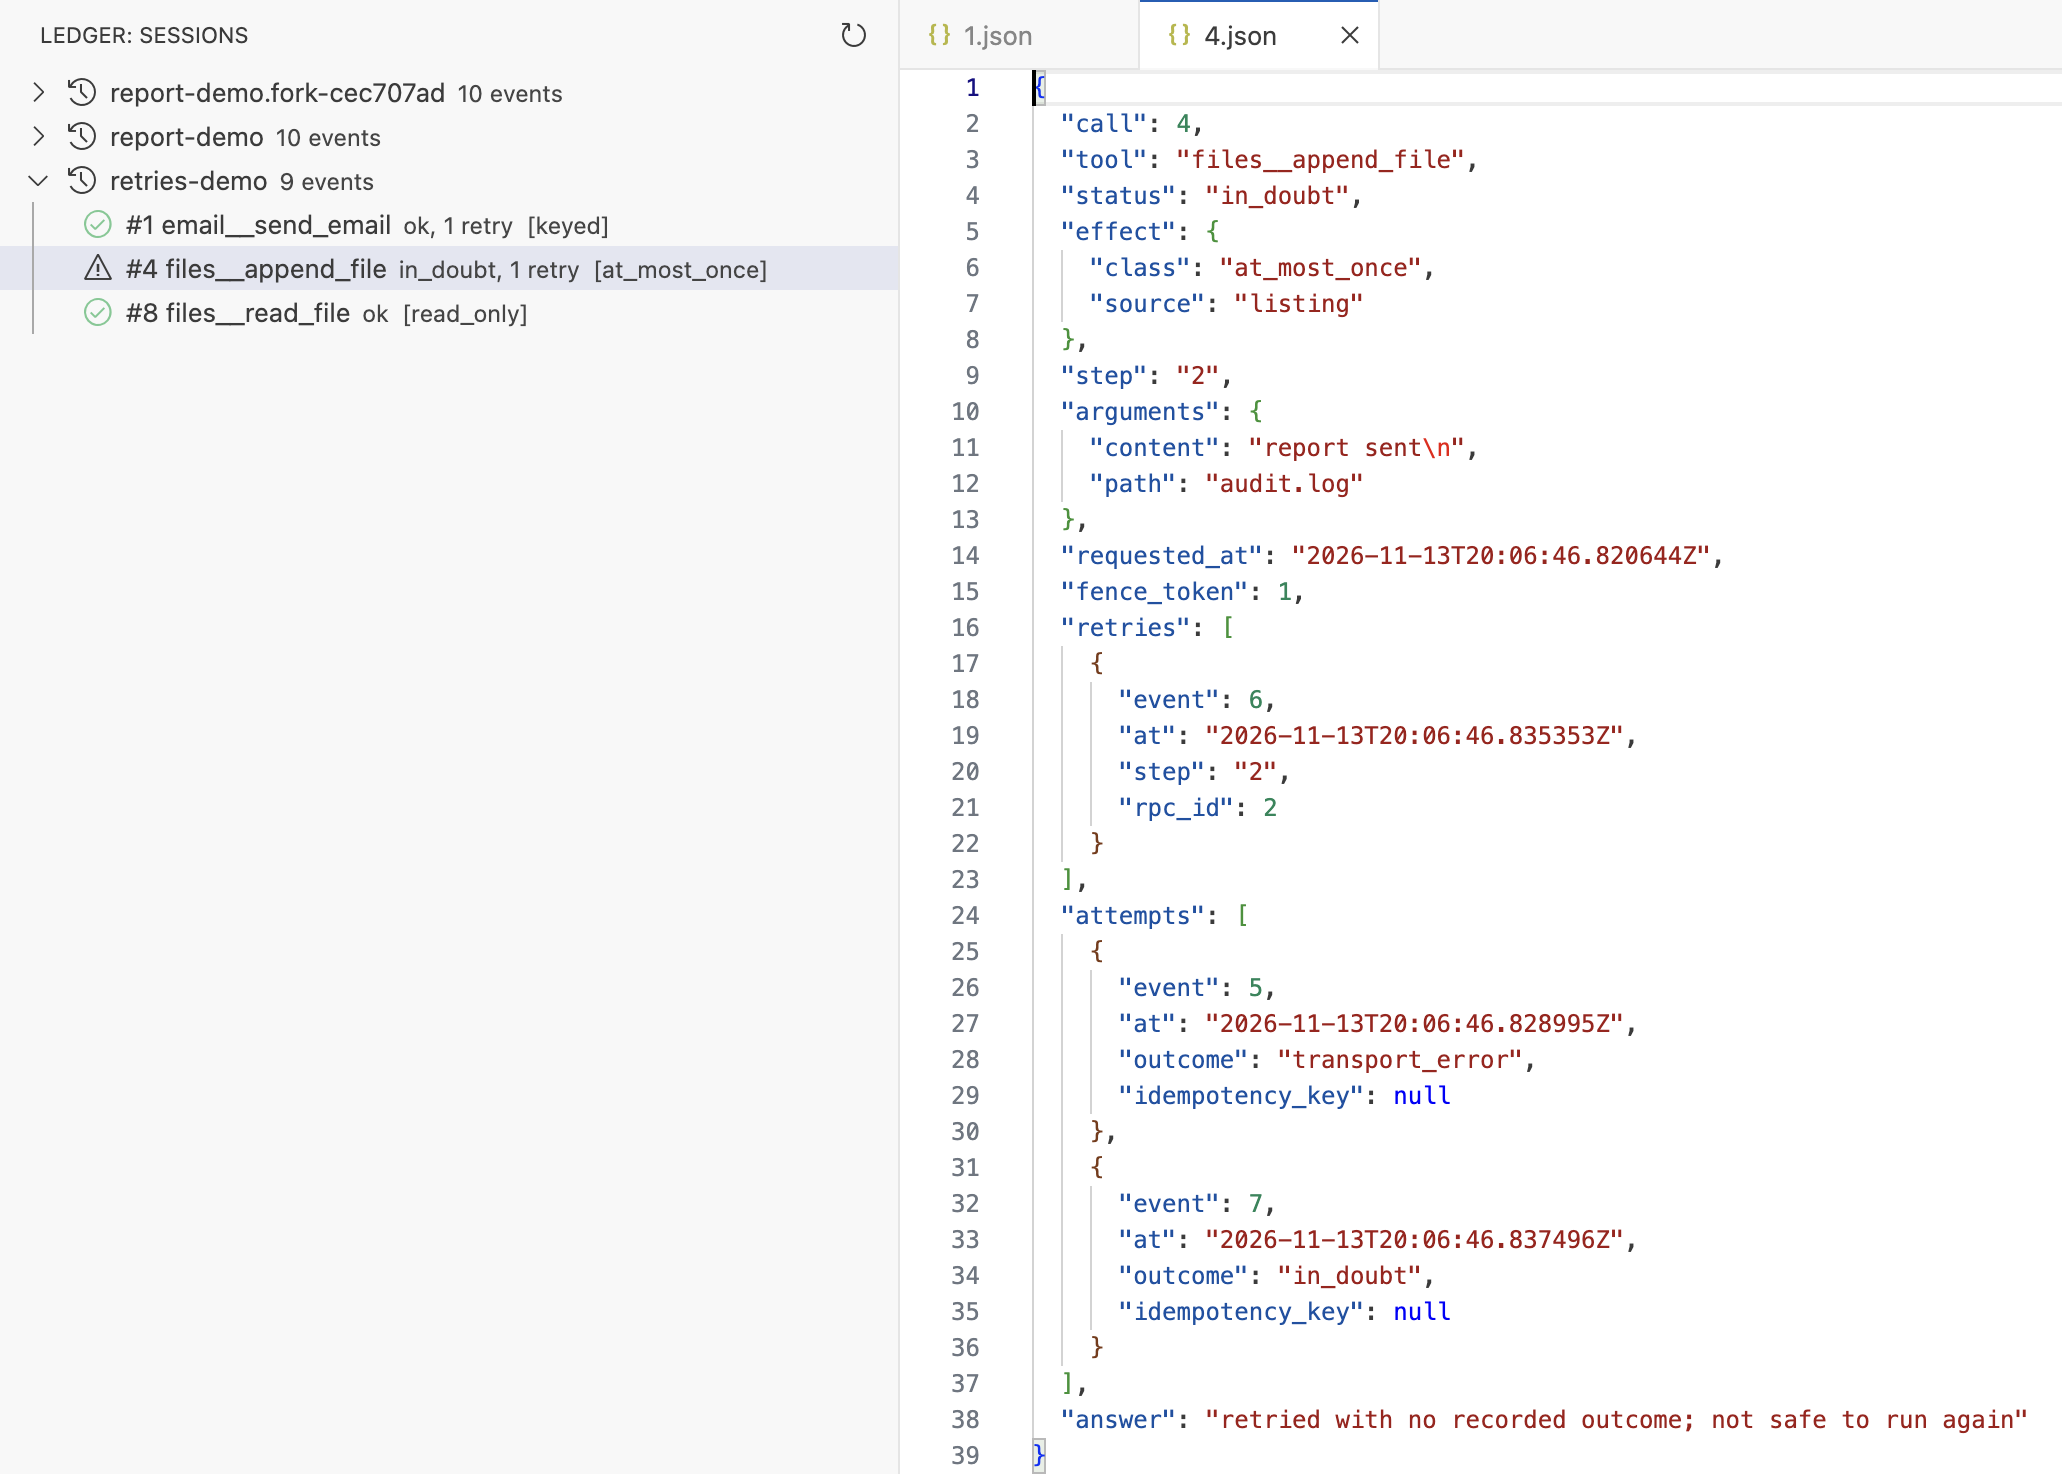 LEDGER: SESSIONS
report-demo.fork-cec707ad 10 events
report-demo 10 events
retries-demo 9 events
#1 email__send_email ok, 1 retry [keyed]
#4 files__append_file in_doubt, 1 retry [at_most_once]
#8 files__read_file ok [read_only]
{} 1.json
{} 4.json
1 {
2 "call": 4,
3 "tool": "files__append_file",
4 "status": "in_doubt",
5 "effect": {
6 "class": "at_most_once",
7 "source": "listing"
8 },
9 "step": "2",
10 "arguments": {
11 "content": "report sent\n",
12 "path": "audit.log"
13 },
14 "requested_at": "2026-11-13T20:06:46.820644Z",
15 "fence_token": 1,
16 "retries": [
17 {
18 "event": 6,
19 "at": "2026-11-13T20:06:46.835353Z",
20 "step": "2",
21 "rpc_id": 2
22 }
23 ],
24 "attempts": [
25 {
26 "event": 5,
27 "at": "2026-11-13T20:06:46.828995Z",
28 "outcome": "transport_error",
29 "idempotency_key": null
30 },
31 {
32 "event": 7,
33 "at": "2026-11-13T20:06:46.837496Z",
34 "outcome": "in_doubt",
35 "idempotency_key": null
36 }
37 ],
38 "answer": "retried with no recorded outcome; not safe to run again"
39 }